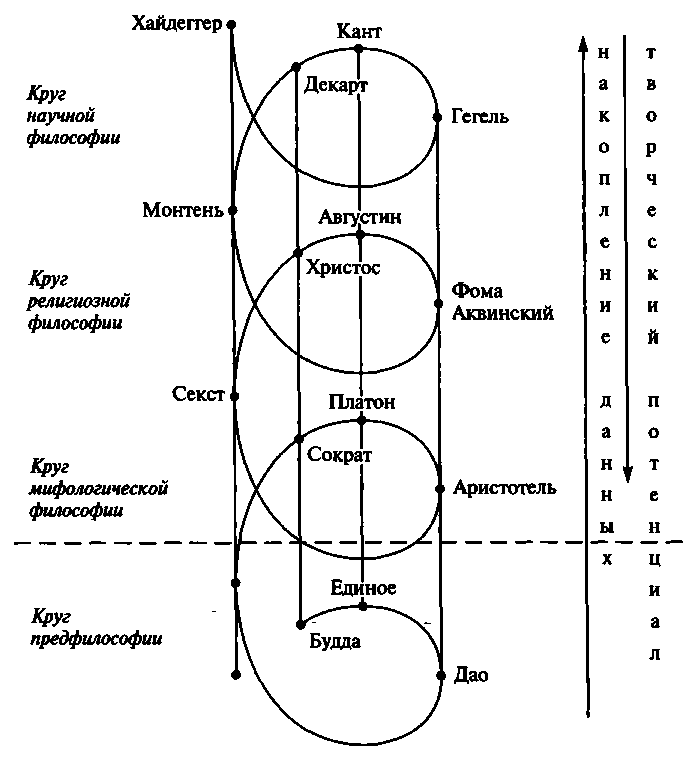 Хайдеггер
Кант
Декарт
Круг
научной
философии
Гегель
Монтень
Августин
Христос
Круг
религиозной
философии
Фома
Аквинский
Секст
Платон
Сократ
Круг
мифологической
философии
Аристотель
Единое
Будда
Круг
предфилософии
Дао
накопление данных
творческий потенциал